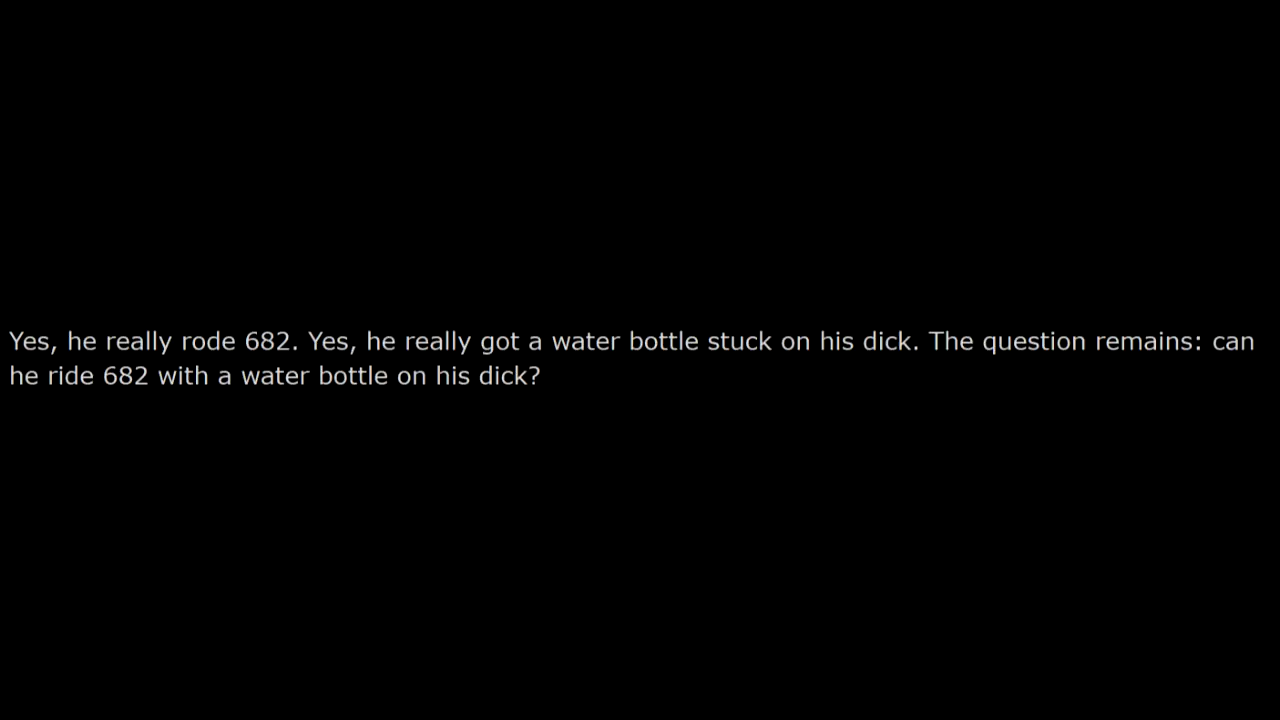 Yes, he really rode 682. Yes, he really got a water bottle stuck on his dick. The question remains: can
he ride 682 with a water bottle on his dick?